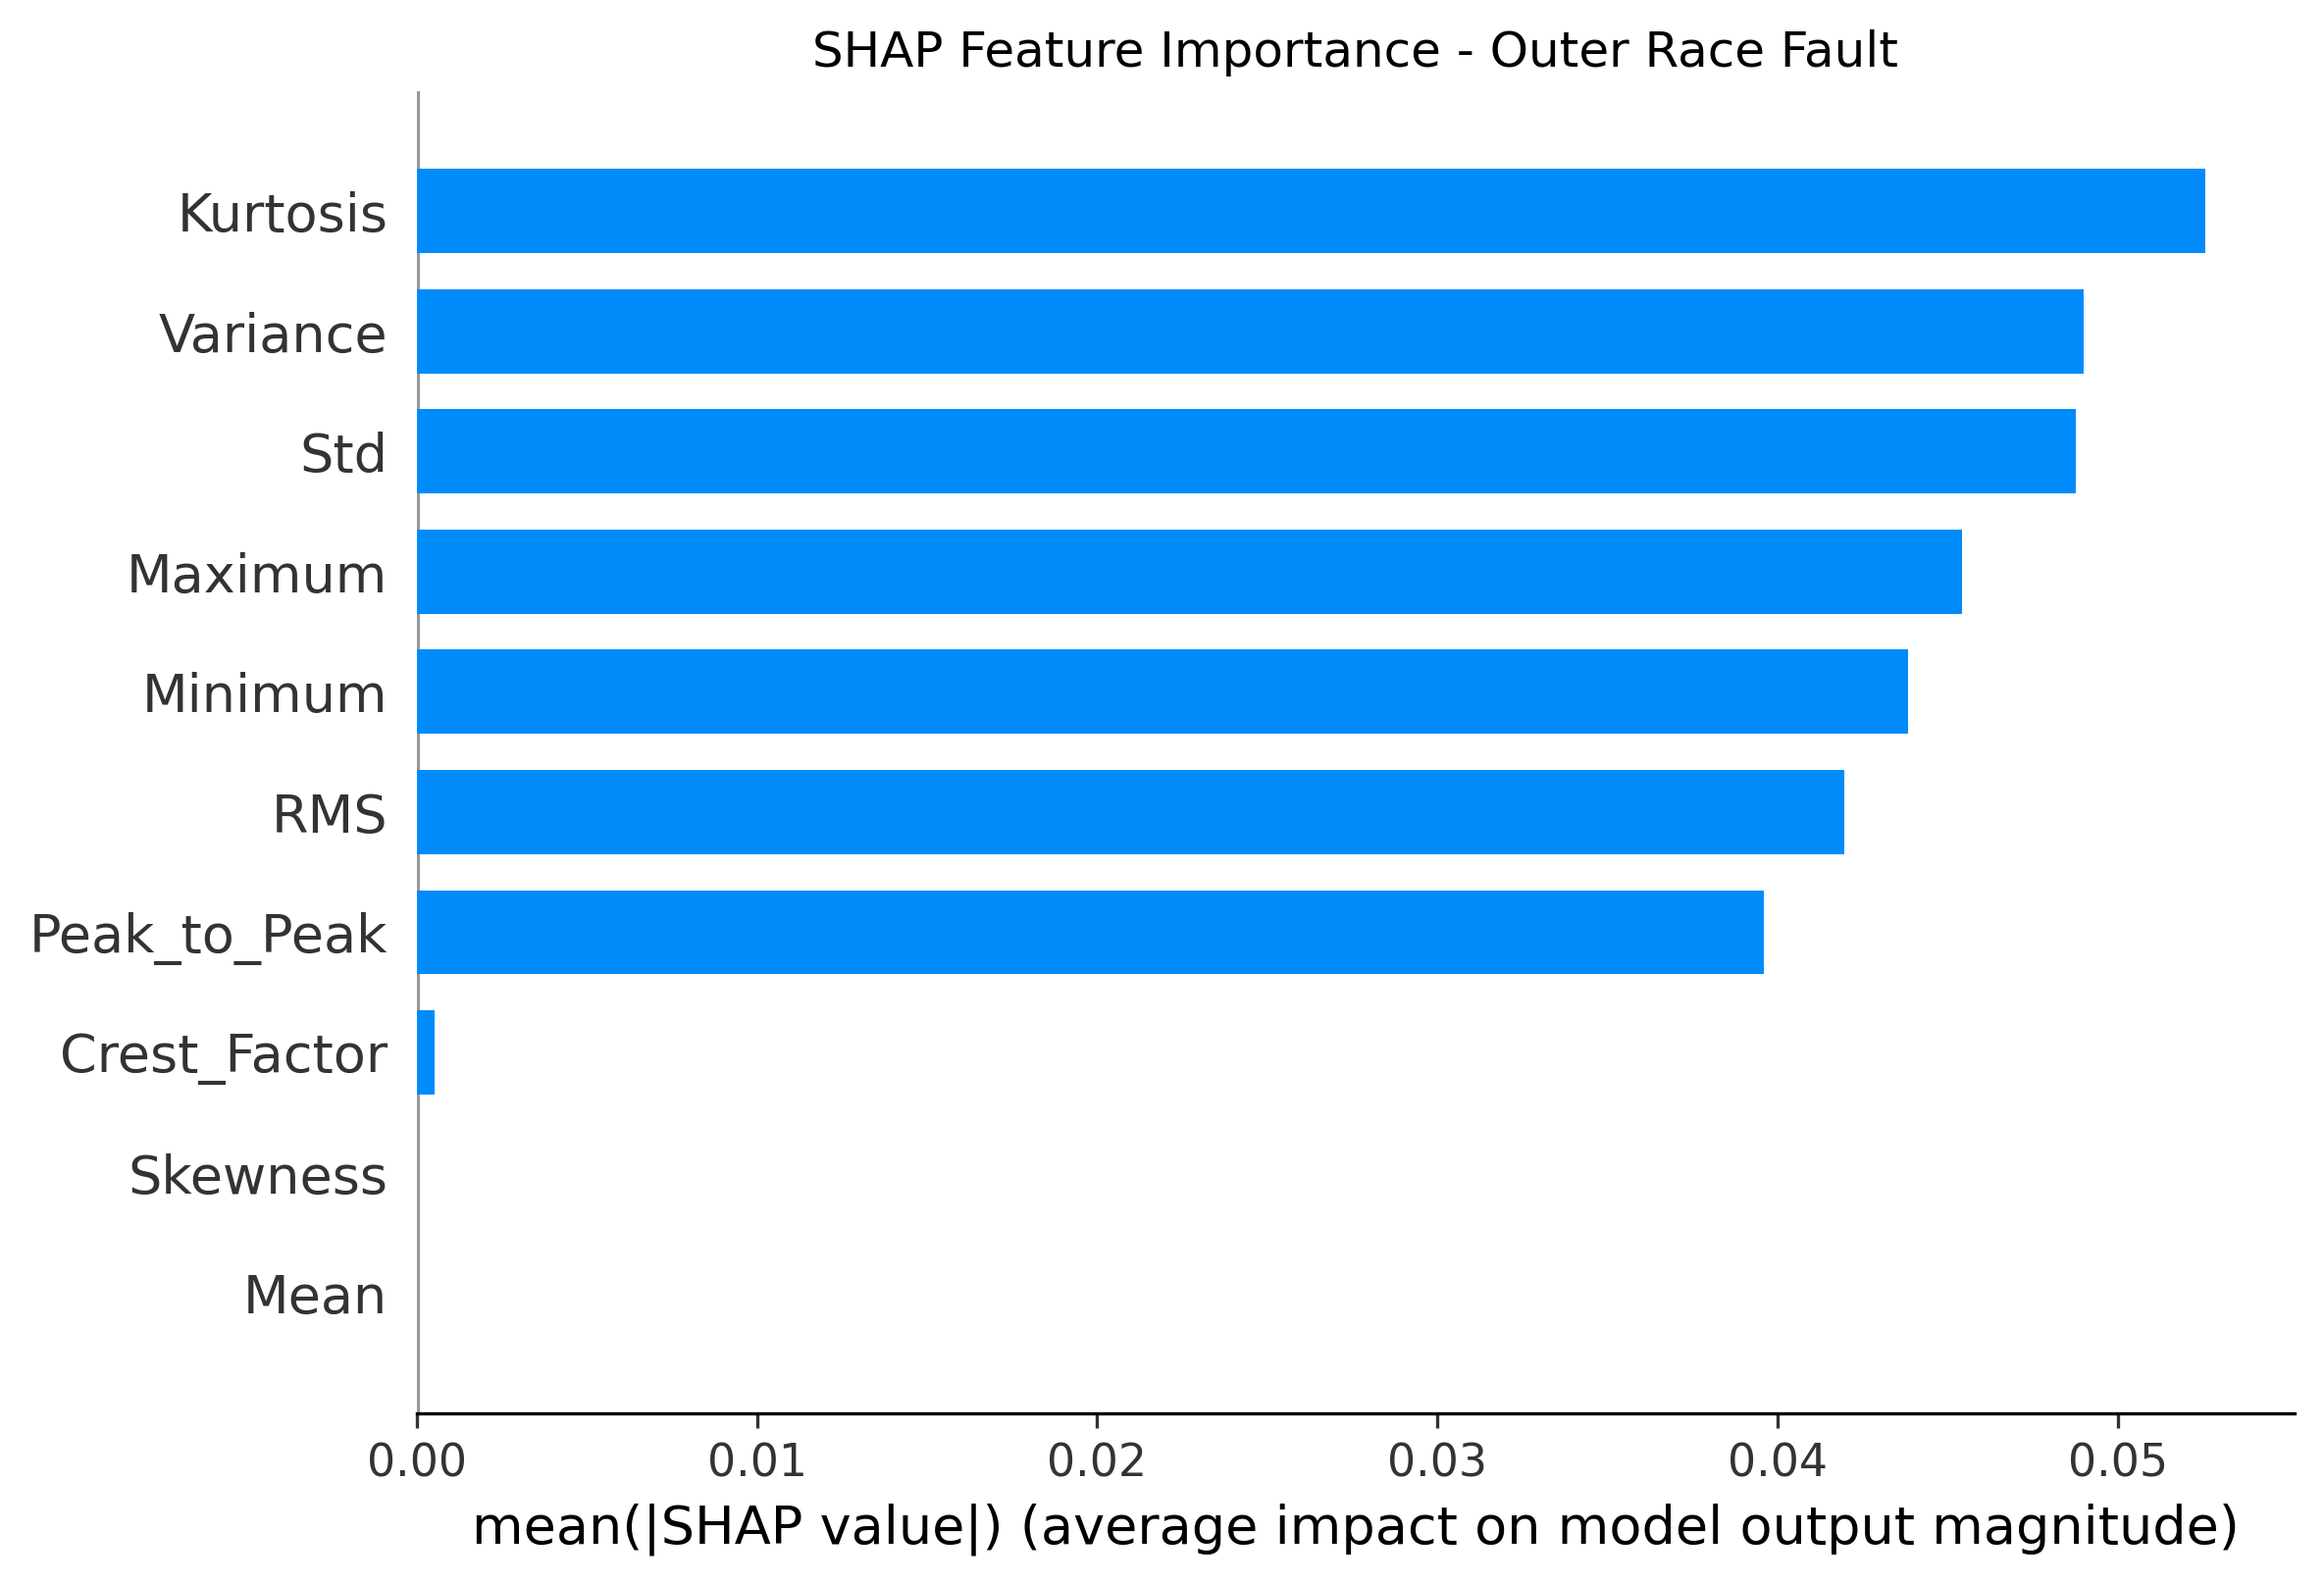 SHAP Feature Importance - Outer Race Fault
Kurtosis
Variance
Std
Maximum
Minimum
RMS
Peak_to_Peak
Crest_Factor
Skewness
Mean
0.00 0.01 0.02 0.03 0.04 0.05
mean(|SHAP value|) (average impact on model output magnitude)